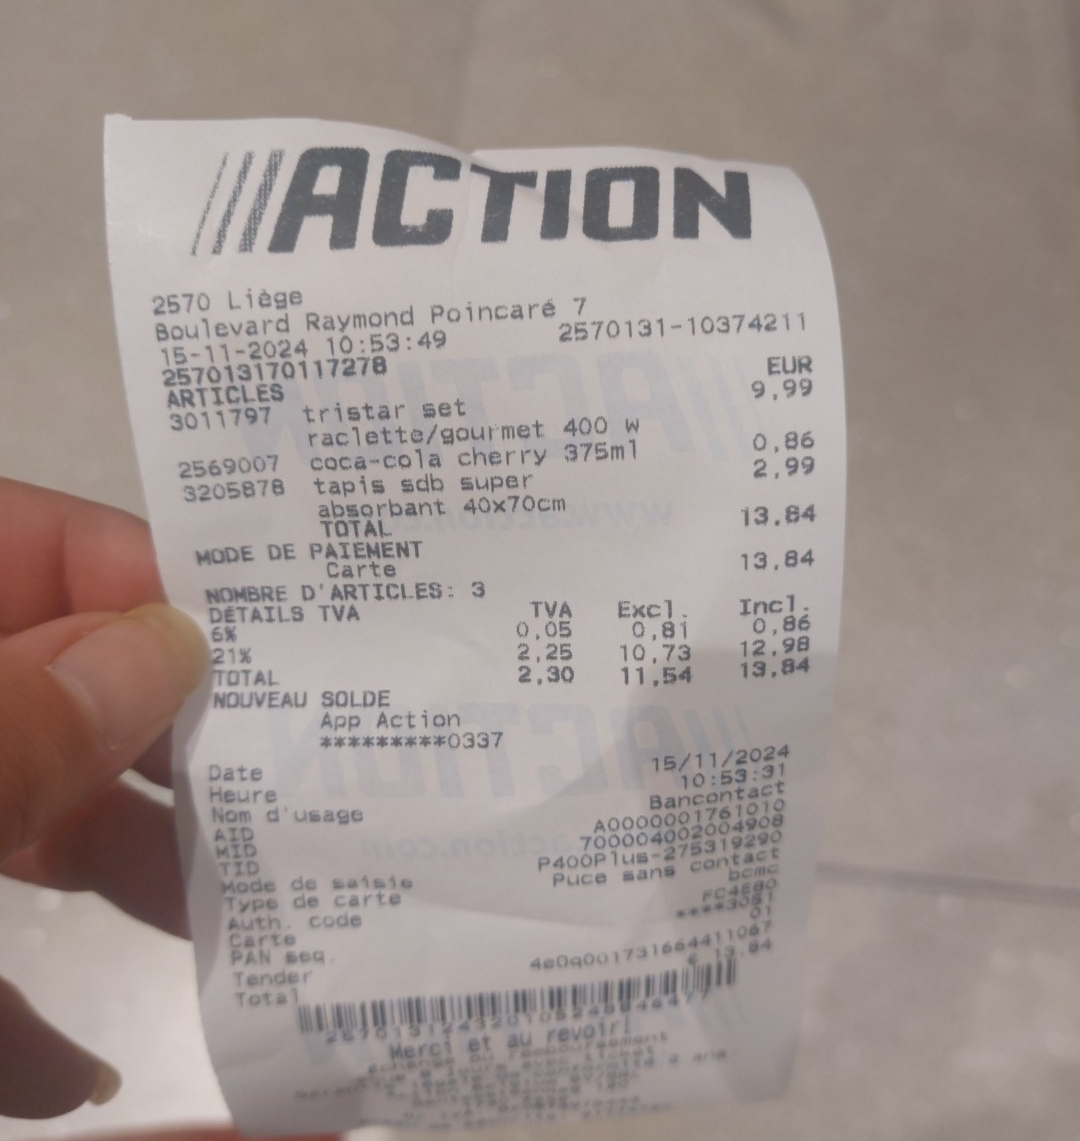 ACTION
2570 Liège
Boulevard Raymond Poincaré 7
15-11-2024 10:53:49 2570131-10374211
257013170117278
ARTICLES EUR
3011797 tristar set 9,99
raclette/gourmet 400 W
2569007 coca-cola cherry 375ml 0,86
3205878 tapis sdb super 2,99
absorbant 40x70cm
TOTAL 13,84
MODE DE PAIEMENT
Carte 13,84
NOMBRE D'ARTICLES: 3
DÉTAILS TVA TVA Excl. Incl.
6% 0,05 0,81 0,86
21% 2,25 10,73 12,98
TOTAL 2,30 11,54 13,84
NOUVEAU SOLDE
App Action
*********0337
Date 15/11/2024
Heure 10:53:31
Nom d'usage Bancontact
AID A0000001761010
MID 700004002004908
TID P400Plus-275319290
Mode de saisie Puce sans contact
Type de carte bcmc
Auth. code FC4E80
Carte ****3081
PAN seq. 01
Tender 4e0q001731664411067
Total € 13,84
Merci et au revoir!